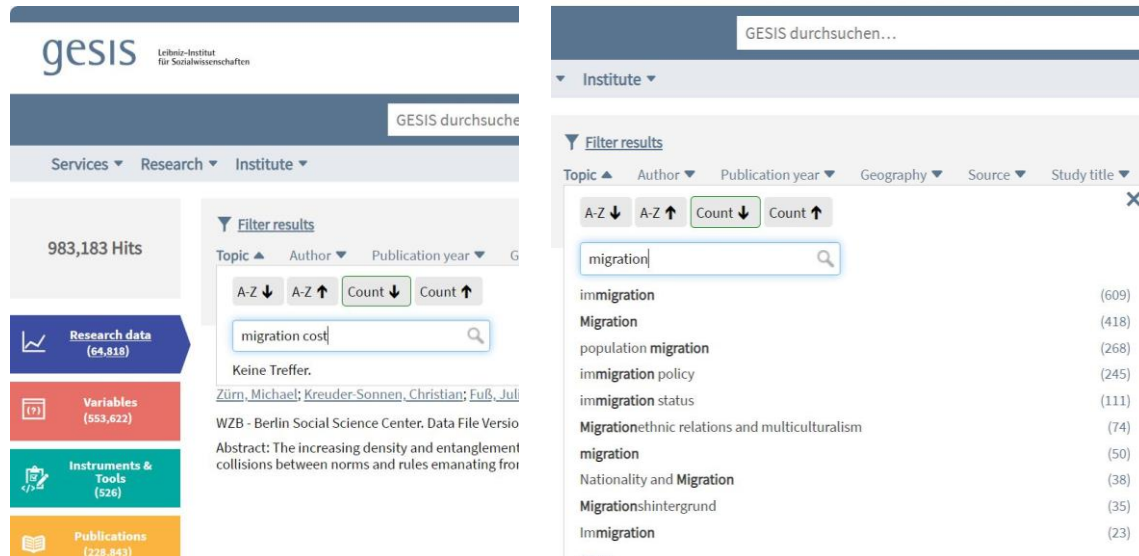 gesis
Leibniz-Institut
für Sozialwissenschaften
GESIS durchsuche
Services Research Institute
983,183 Hits
Research data
(64,818)
Variables
(553,622)
Instruments &
Tools
(526)
Publications
(228,843)
Filter results
Topic Author Publication year G
A-Z A-Z Count Count
migration cost
Keine Treffer.
Zürn, Michael; Kreuder-Sonnen, Christian; Fuß, Juli
WZB - Berlin Social Science Center. Data File Versio
Abstract: The increasing density and entanglement
collisions between norms and rules emanating fro
GESIS durchsuchen...
Institute
Filter results
Topic Author Publication year Geography Source Study title
A-Z A-Z Count Count
migration
immigration (609)
Migration (418)
population migration (268)
immigration policy (245)
immigration status (111)
Migrationethnic relations and multiculturalism (74)
migration (50)
Nationality and Migration (38)
Migrationshintergrund (35)
Immigration (23)